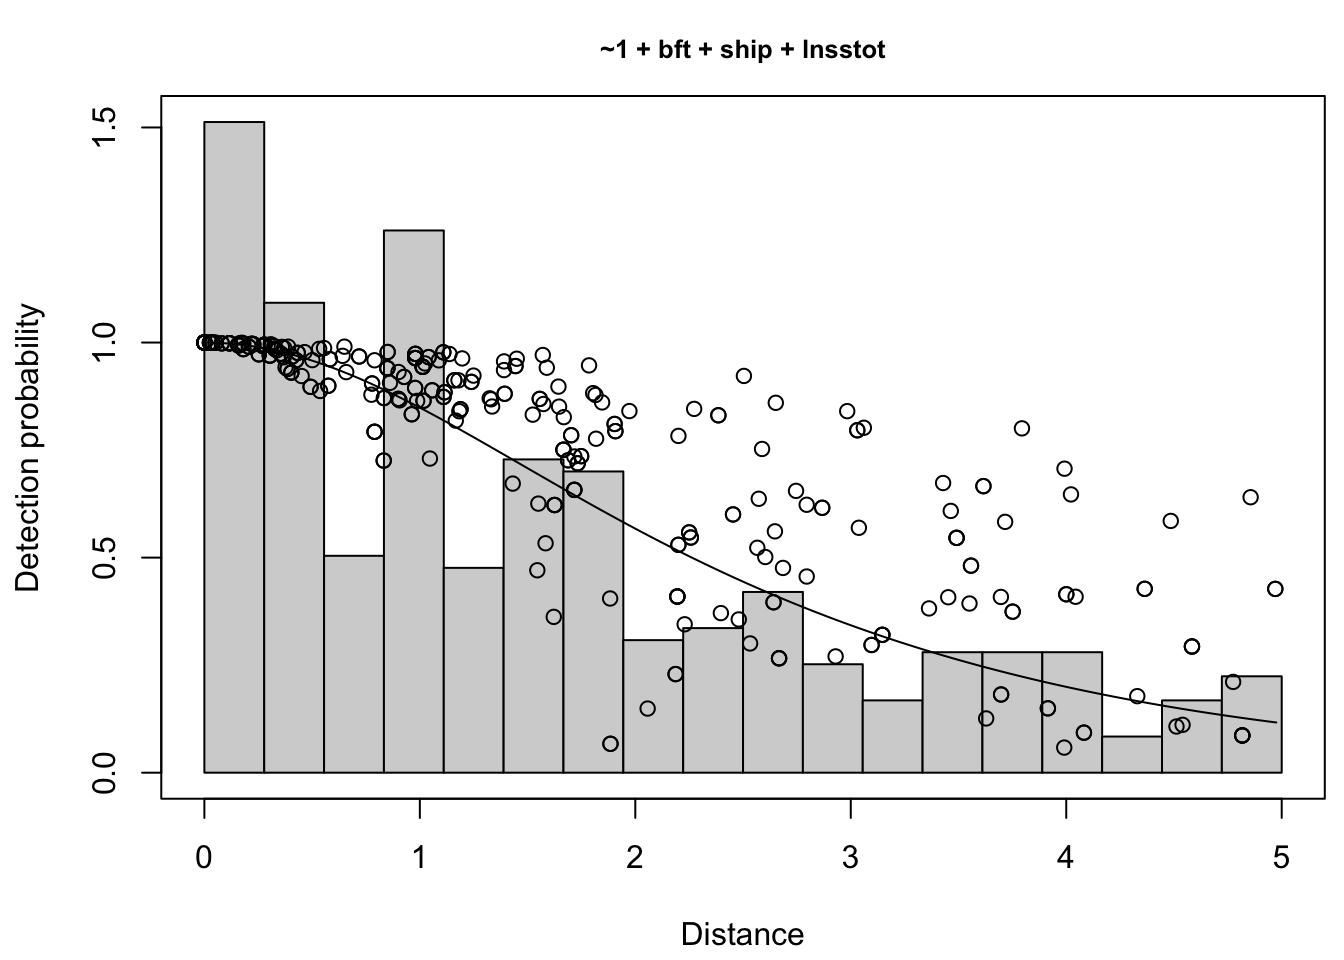 ~1 + bft + ship + lnsstot
Detection probability
1.5
1.0
0.5
0.0
0 1 2 3 4 5
Distance